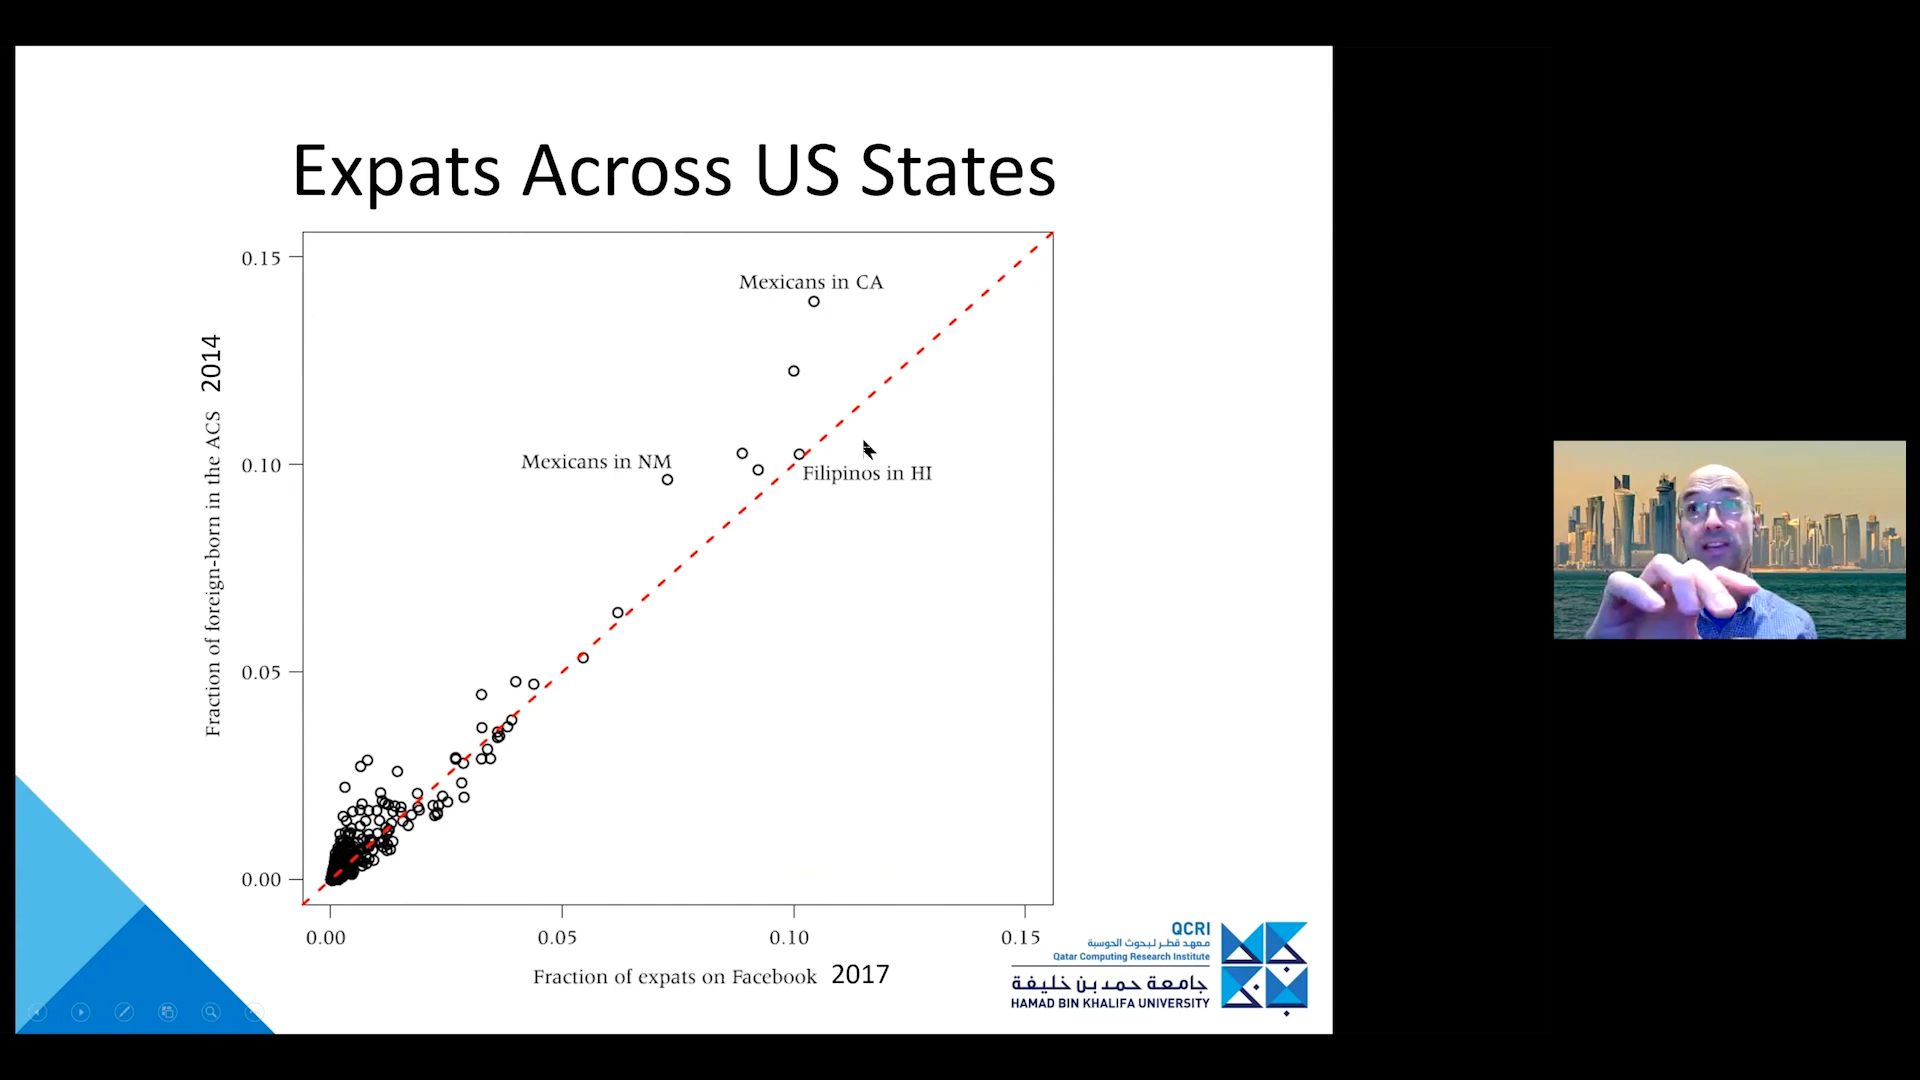 Expats Across US States
0.15
0.10
0.05
0.00
Fraction of foreign-born in the ACS 2014
Mexicans in CA
Mexicans in NM
Filipinos in HI
0.00 0.05 0.10 0.15
Fraction of expats on Facebook 2017
QCRI
معهد قطر لبحوث الحوسبة
Qatar Computing Research Institute
جامعة حمد بن خليفة
HAMAD BIN KHALIFA UNIVERSITY